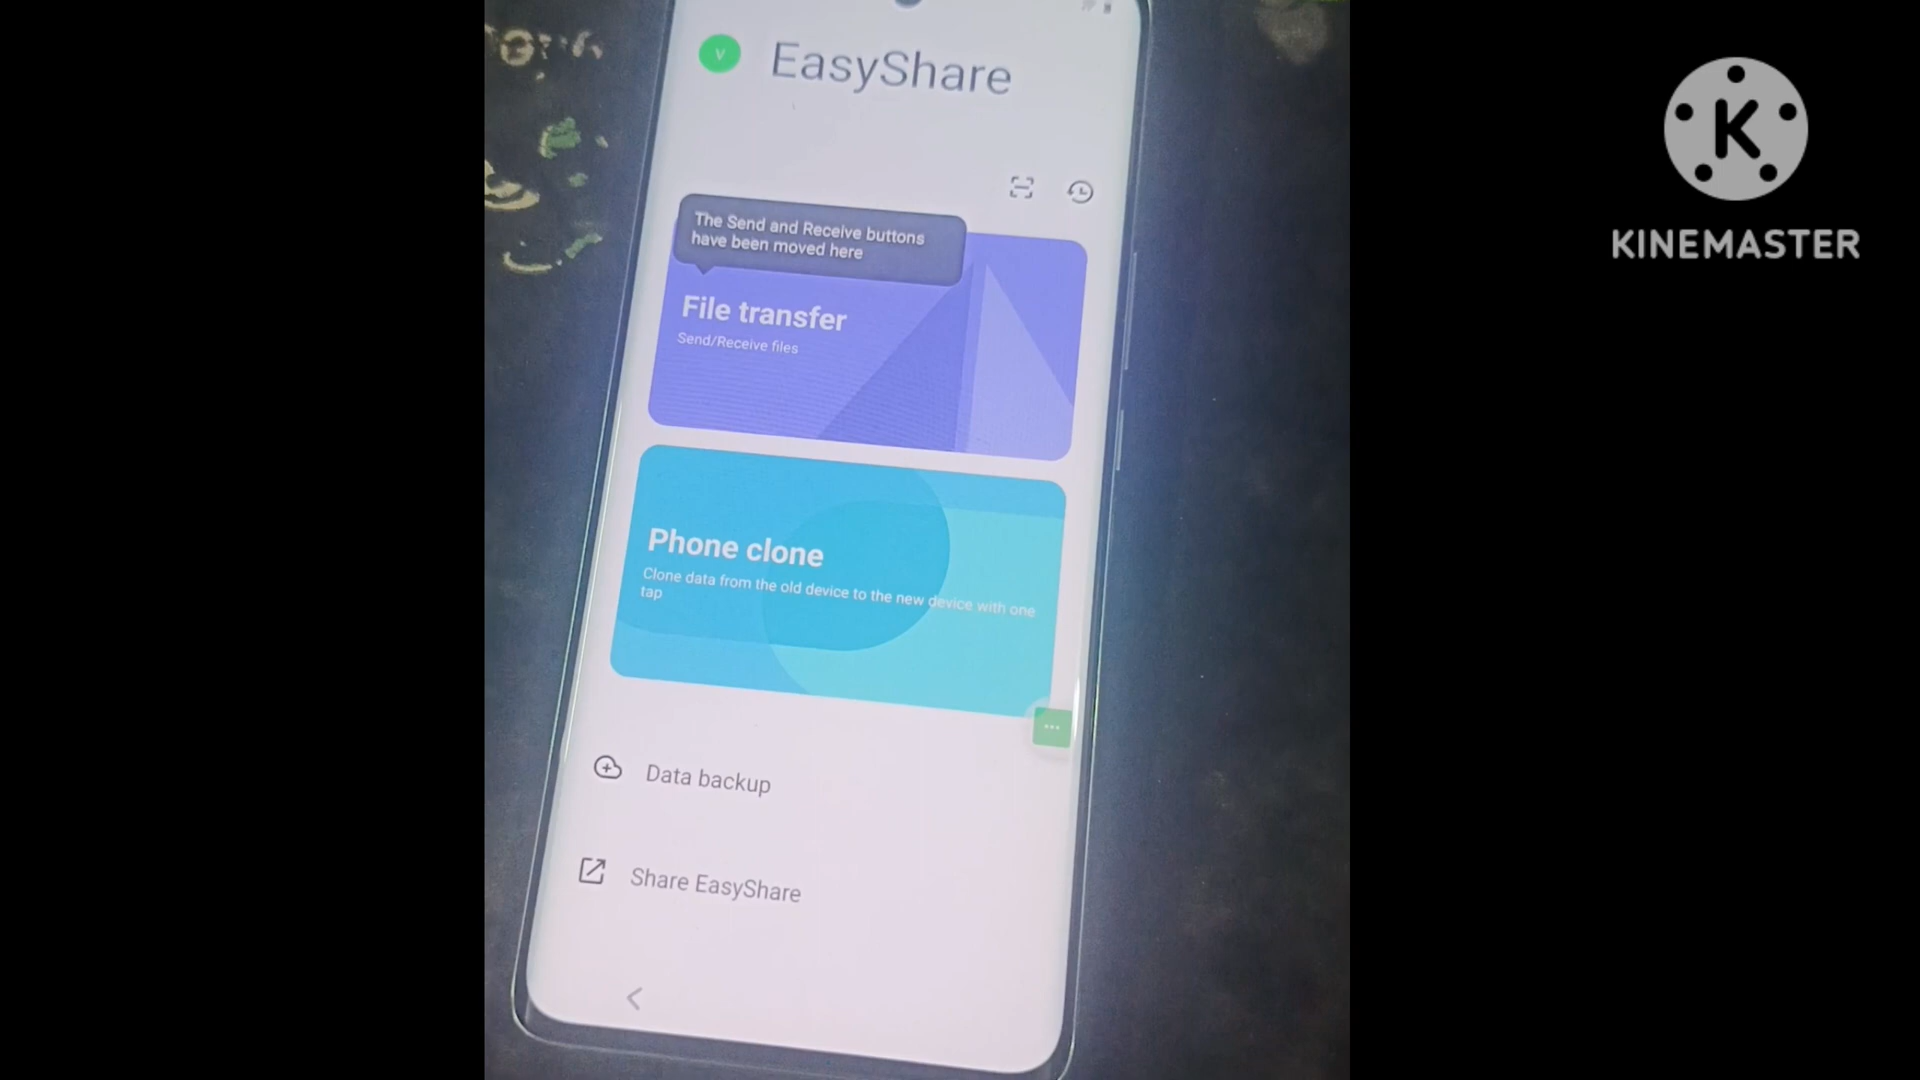 V
EasyShare
The Send and Receive buttons
have been moved here
File transfer
Send/Receive files
Phone clone
Clone data from the old device to the new device with one
tap
Data backup
Share EasyShare
K
KINEMASTER